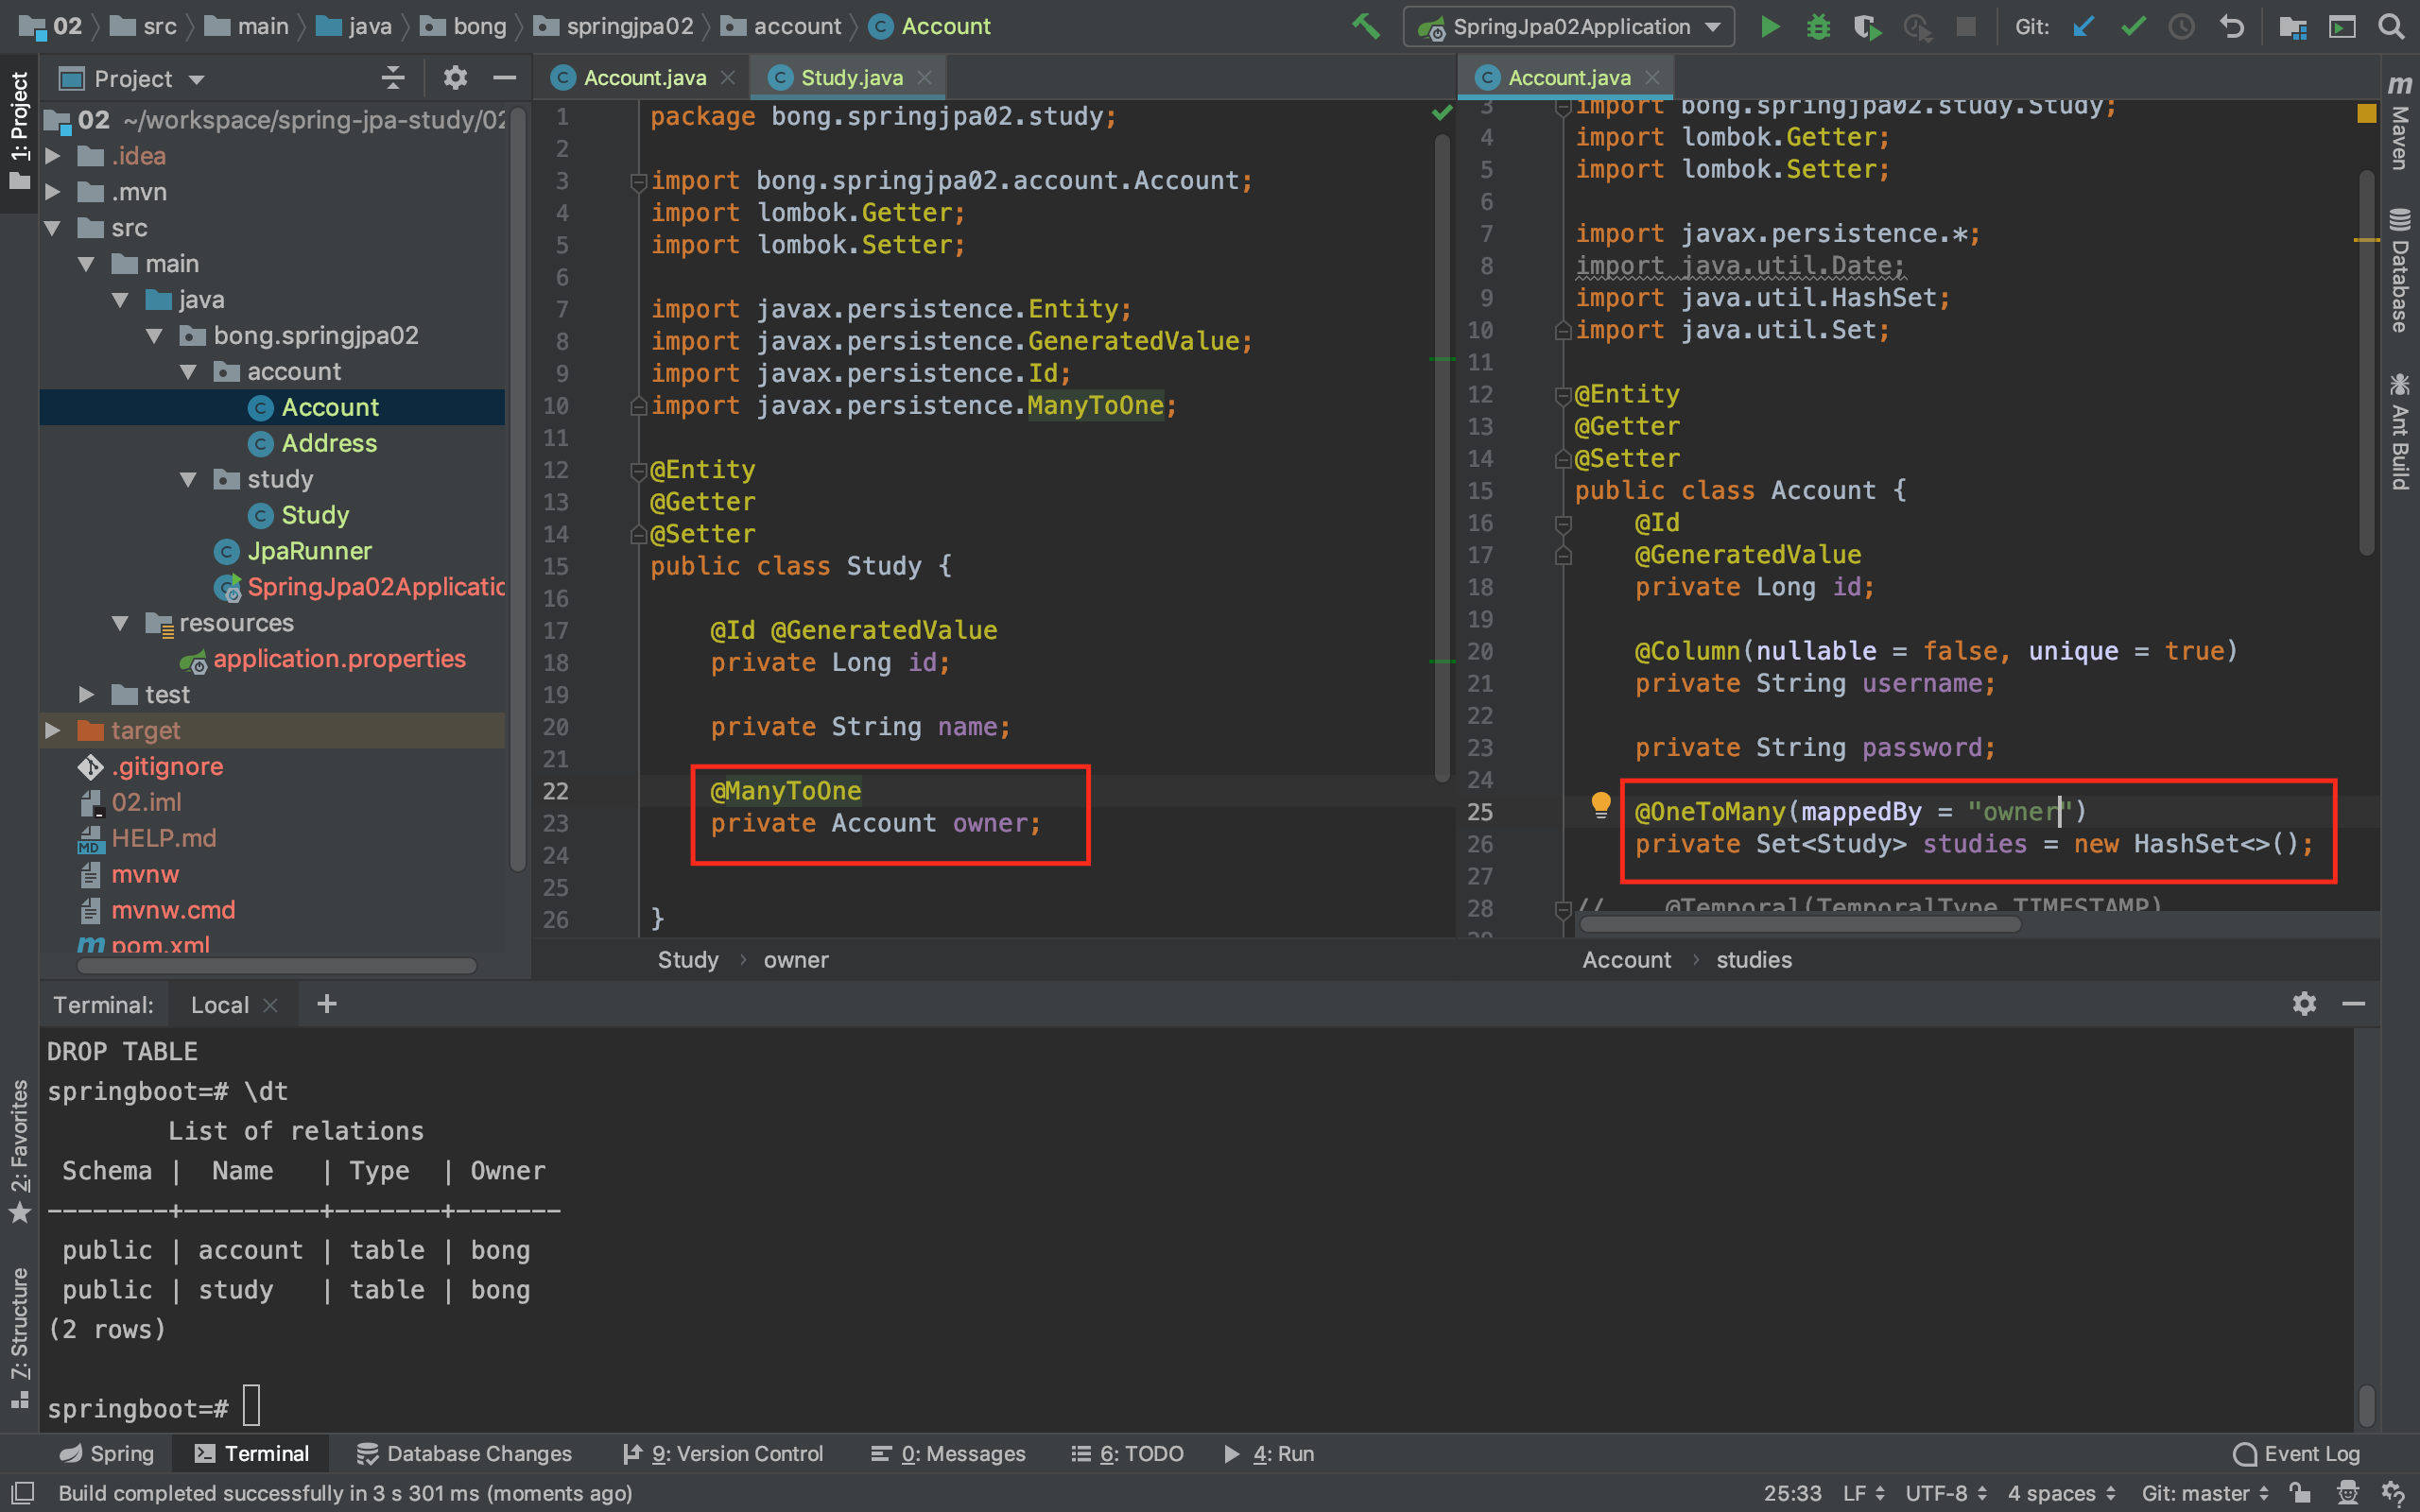 02 src main java bong springjpa02 account Account
SpringJpa02Application
Git:
1: Project
Project
02 ~/workspace/spring-jpa-study/02
.idea
.mvn
src
main
java
bong.springjpa02
account
Account
Address
study
Study
JpaRunner
SpringJpa02Applicatio
resources
application.properties
test
target
.gitignore
02.iml
HELP.md
mvnw
mvnw.cmd
pom.xml
Account.java
Study.java
1 package bong.springjpa02.study;
2
3 import bong.springjpa02.account.Account;
4 import lombok.Getter;
5 import lombok.Setter;
6
7 import javax.persistence.Entity;
8 import javax.persistence.GeneratedValue;
9 import javax.persistence.Id;
10 import javax.persistence.ManyToOne;
11
12 @Entity
13 @Getter
14 @Setter
15 public class Study {
16
17 @Id @GeneratedValue
18 private Long id;
19
20 private String name;
21
22 @ManyToOne
23 private Account owner;
24
25
26 }
Study › owner
Account.java
3 import bong.springjpa02.study.Study;
4 import lombok.Getter;
5 import lombok.Setter;
6
7 import javax.persistence.*;
8 import java.util.Date;
9 import java.util.HashSet;
10 import java.util.Set;
11
12 @Entity
13 @Getter
14 @Setter
15 public class Account {
16 @Id
17 @GeneratedValue
18 private Long id;
19
20 @Column(nullable = false, unique = true)
21 private String username;
22
23 private String password;
24
25 @OneToMany(mappedBy = "owner")
26 private Set<Study> studies = new HashSet<>();
27
28 // @Temporal(TemporalType.TIMESTAMP)
29
Account › studies
m Maven
Database
Ant Build
2: Favorites
7: Structure
Terminal: Local +
DROP TABLE
springboot=# \dt
List of relations
Schema | Name | Type | Owner
--------+---------+-------+-------
public | account | table | bong
public | study | table | bong
(2 rows)
springboot=#
Spring Terminal Database Changes 9: Version Control 0: Messages 6: TODO 4: Run Event Log
Build completed successfully in 3 s 301 ms (moments ago) 25:33 LF UTF-8 4 spaces Git: master